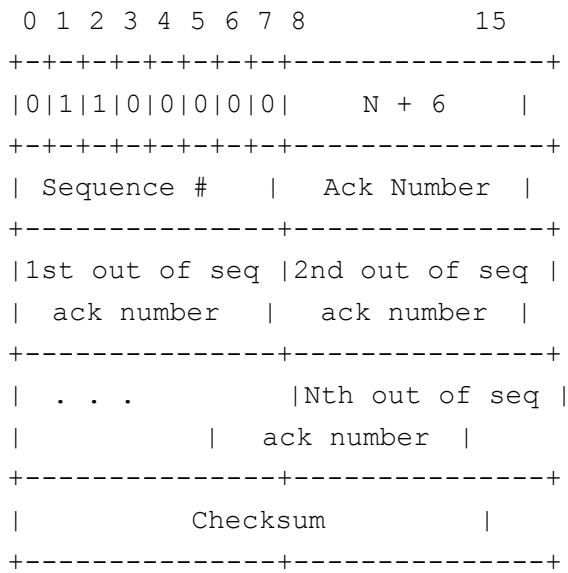 0 1 2 3 4 5 6 7 8 15
+-+-+-+-+-+-+-+-+---------------+
|0|1|1|0|0|0|0|0| N + 6 |
+-+-+-+-+-+-+-+-+---------------+
| Sequence # | Ack Number |
+---------------+---------------+
|1st out of seq |2nd out of seq |
| ack number | ack number |
+---------------+---------------+
| . . . |Nth out of seq |
| | ack number |
+---------------+---------------+
| Checksum |
+---------------+---------------+